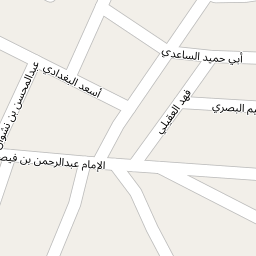 أبي حميد الساعدي
أسعد البغدادي
عبدالمحسن بن نشوان
فهد العقيلي
يم البصري
الإمام عبدالرحمن بن فيص